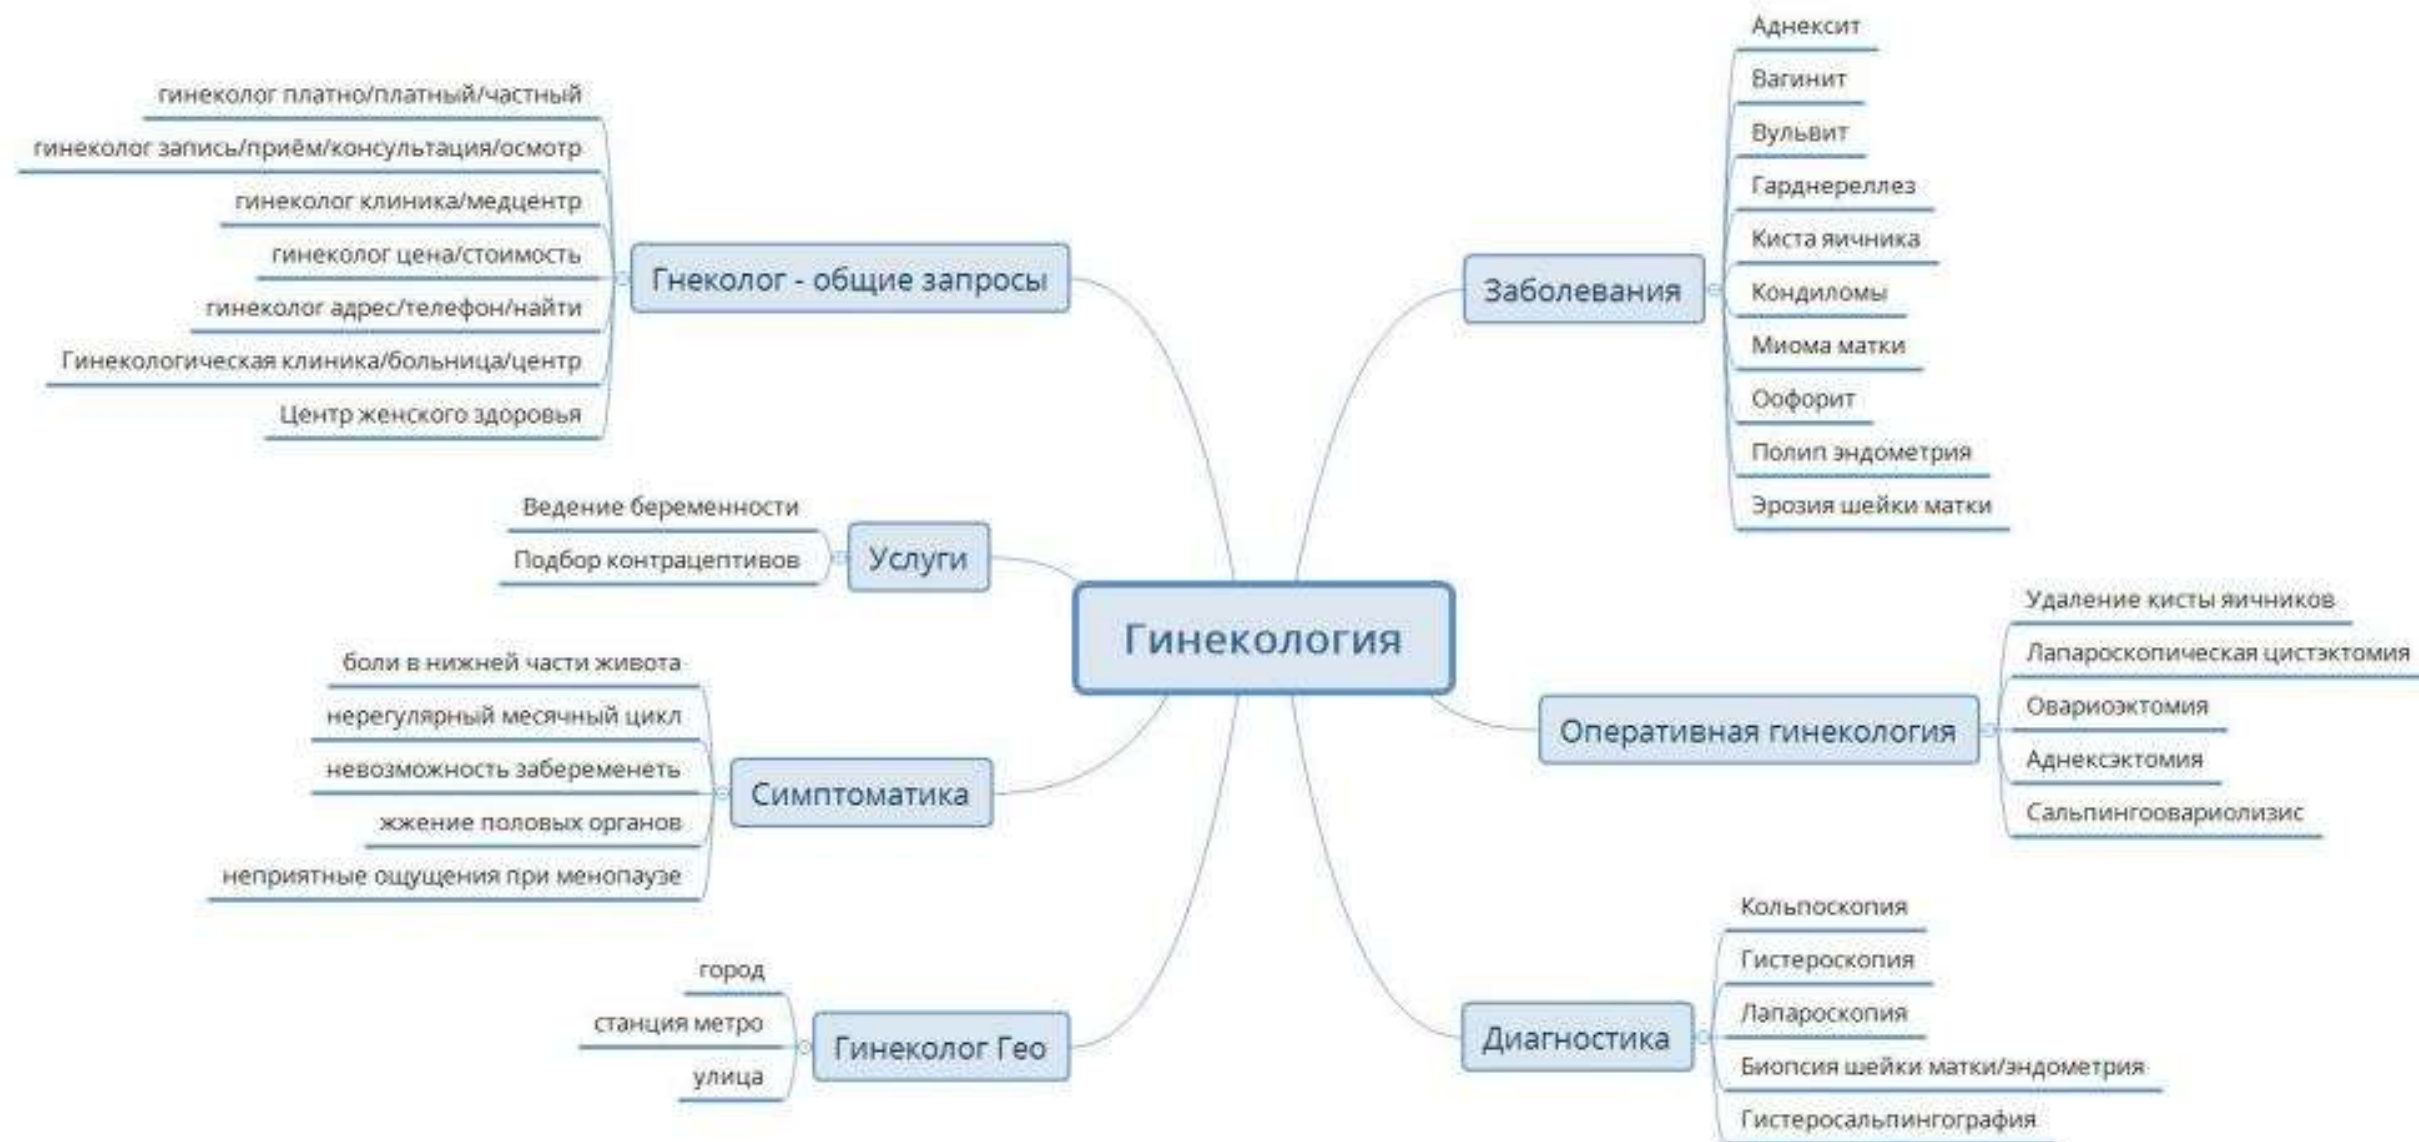 Гинекология
Гнеколог - общие запросы
гинеколог платно/платный/частный
гинеколог запись/приём/консультация/осмотр
гинеколог клиника/медцентр
гинеколог цена/стоимость
гинеколог адрес/телефон/найти
Гинекологическая клиника/больница/центр
Центр женского здоровья
Услуги
Ведение беременности
Подбор контрацептивов
Симптоматика
боли в нижней части живота
нерегулярный месячный цикл
невозможность забеременеть
жжение половых органов
неприятные ощущения при менопаузе
Гинеколог Гео
город
станция метро
улица
Заболевания
Аднексит
Вагинит
Вульвит
Гарднереллез
Киста яичника
Кондиломы
Миома матки
Оофорит
Полип эндометрия
Эрозия шейки матки
Оперативная гинекология
Удаление кисты яичников
Лапароскопическая цистэктомия
Овариоэктомия
Аднексэктомия
Сальпингоовариолизис
Диагностика
Кольпоскопия
Гистероскопия
Лапароскопия
Биопсия шейки матки/эндометрия
Гистеросальпингография